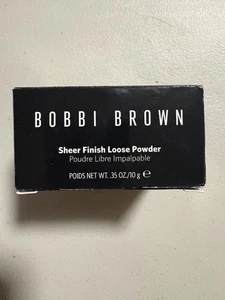 BOBBI BROWN
Sheer Finish Loose Powder
Poudre Libre Impalpable
POIDS NET WT. .35 OZ./10 g ℮